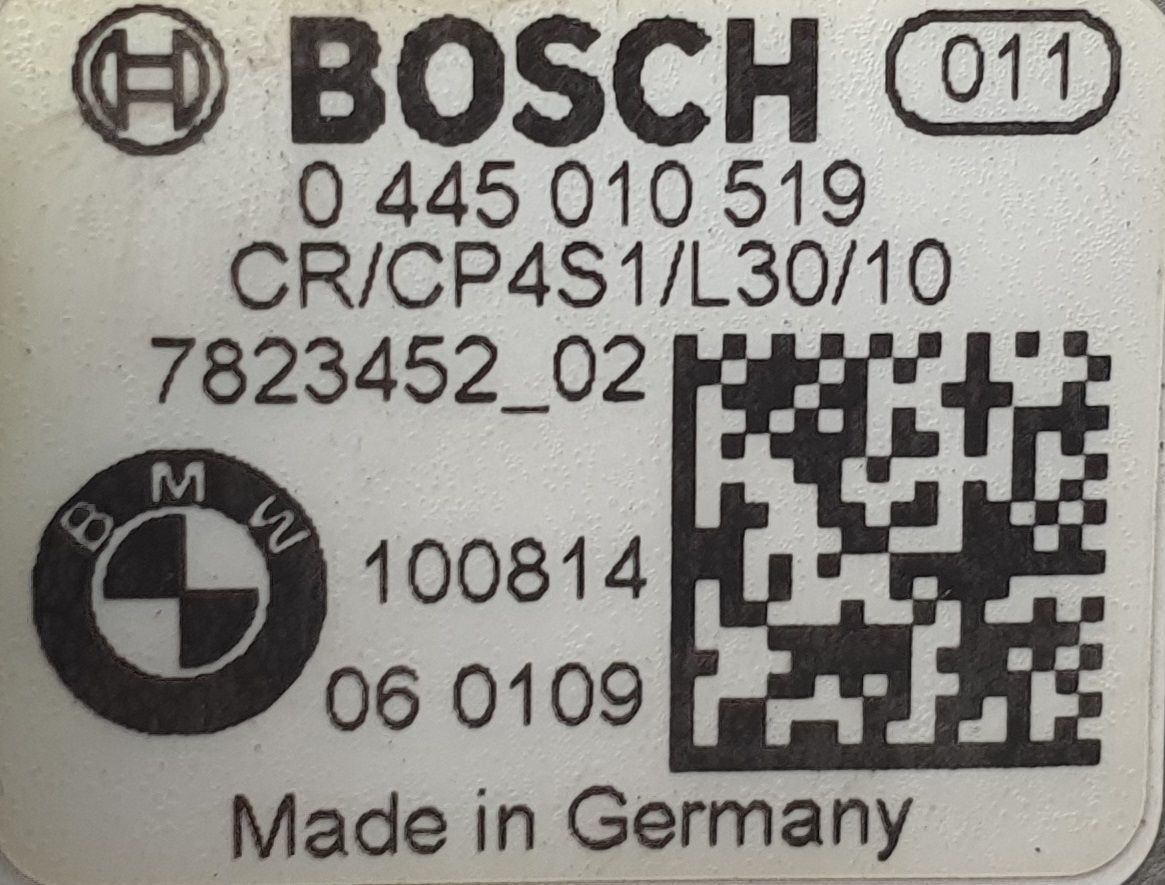 BOSCH 011
0 445 010 519
CR/CP4S1/L30/10
7823452_02
BMW
100814
06 0109
Made in Germany